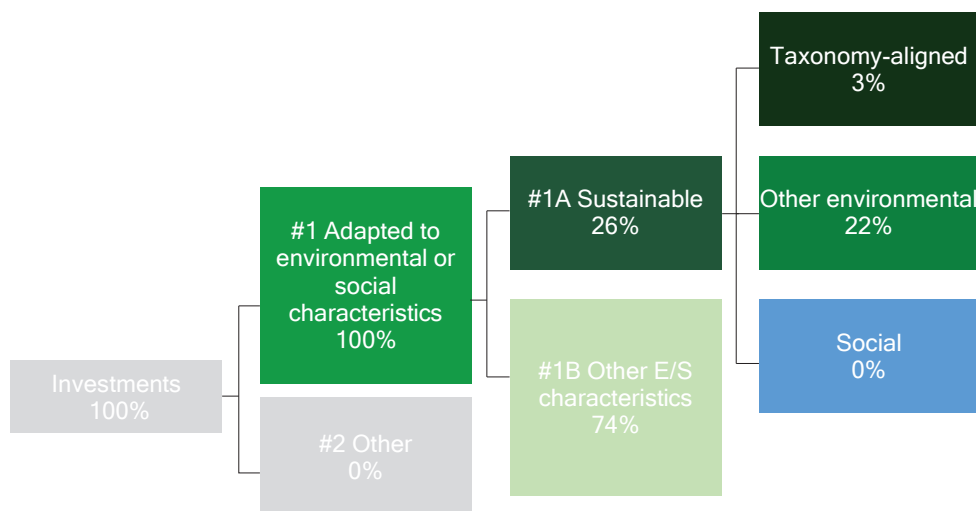 Investments
100%
#1 Adapted to
environmental or
social
characteristics
100%
#2 Other
0%
#1A Sustainable
26%
#1B Other E/S
characteristics
74%
Taxonomy-aligned
3%
Other environmental
22%
Social
0%